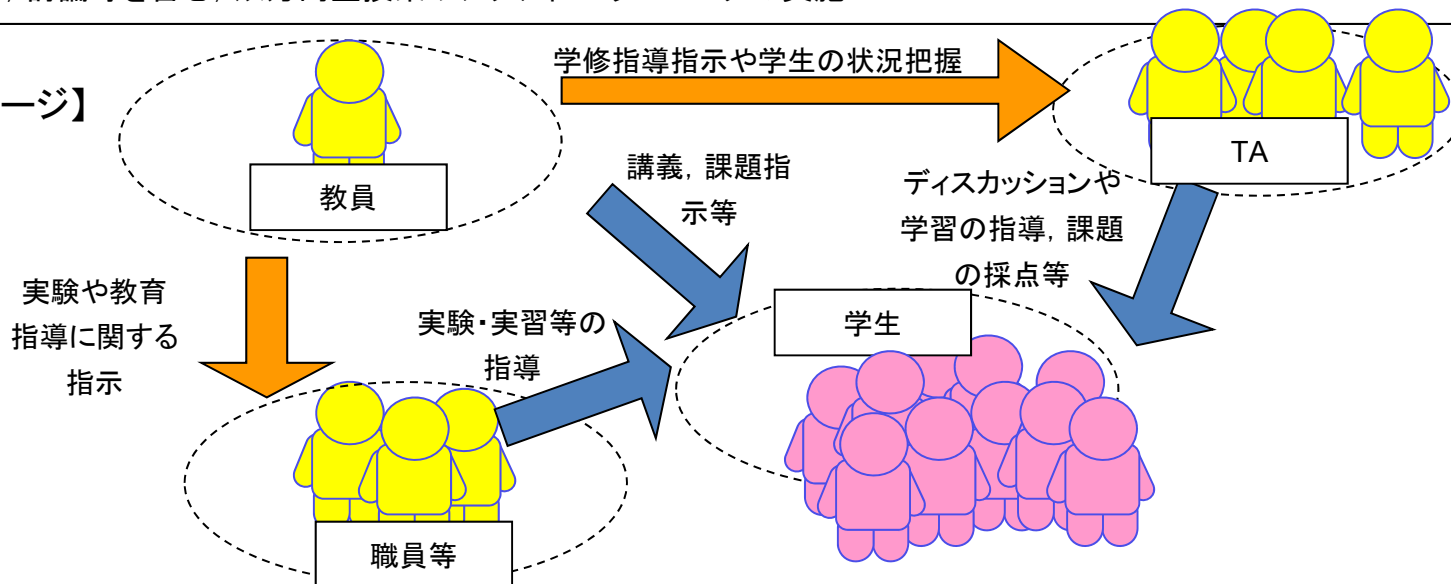 ージ】
学修指導指示や学生の状況把握
教員
TA
講義, 課題指
示等
ディスカッションや
学習の指導, 課題
の採点等
実験や教育
指導に関する
指示
実験・実習等の
指導
学生
職員等